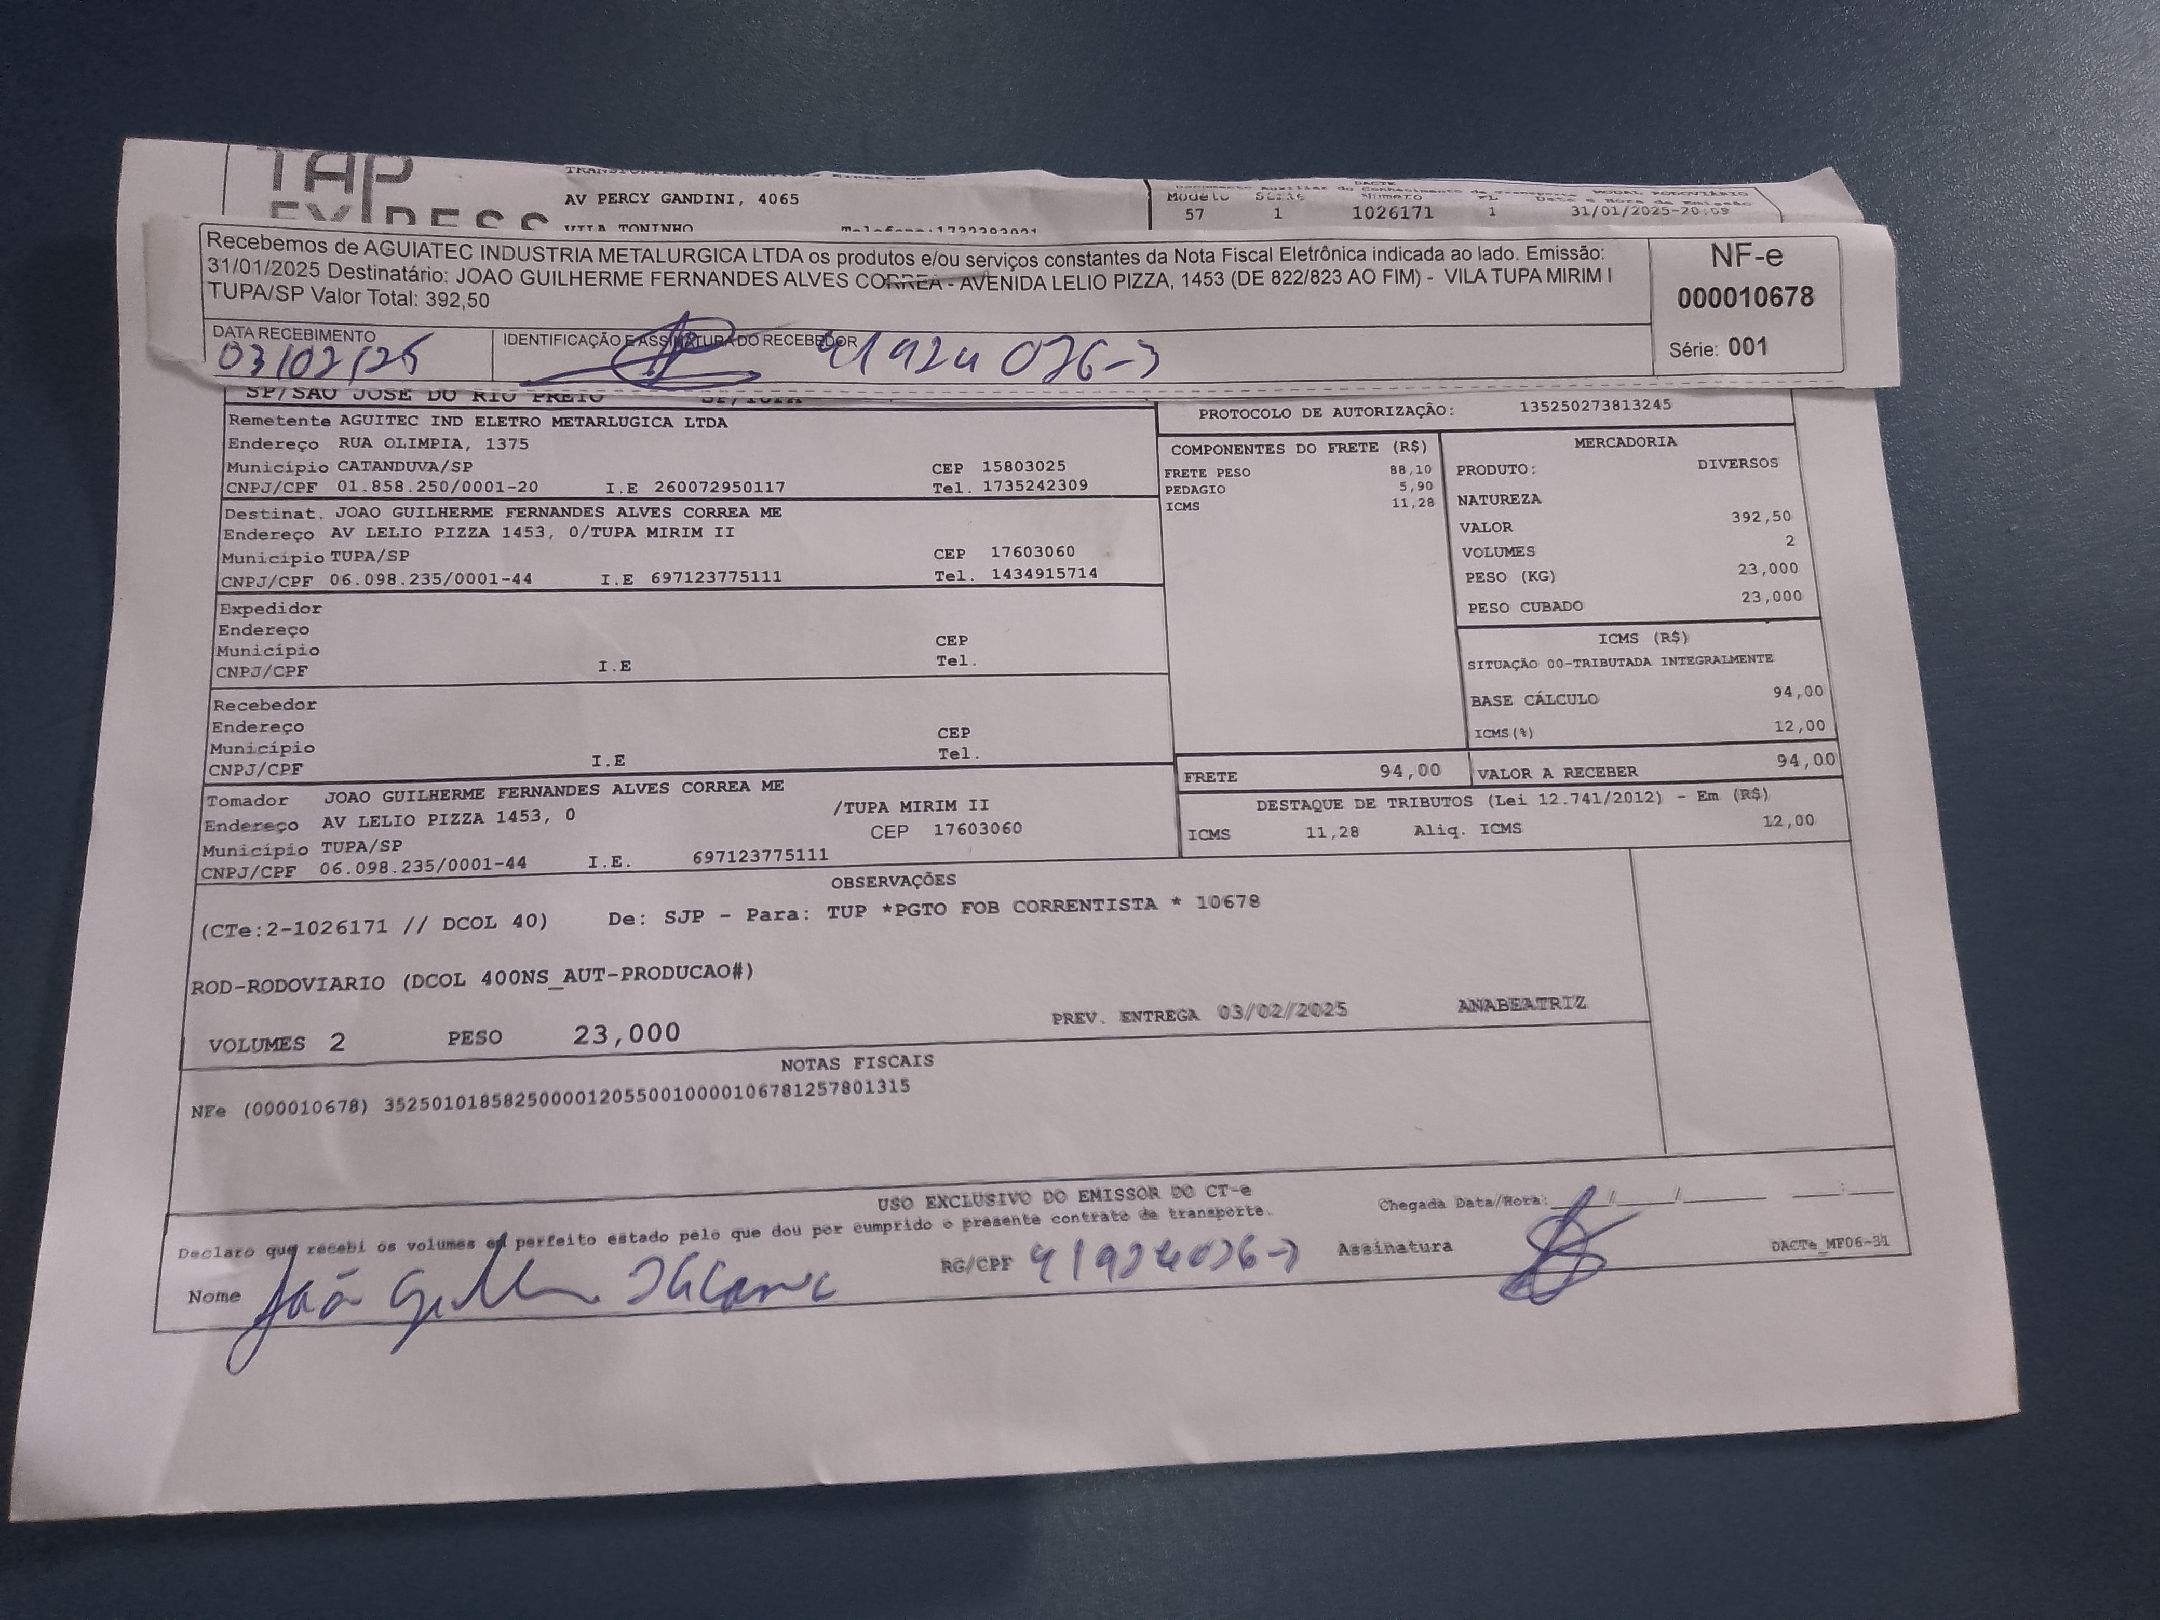 TAP
EXPRESS
AV PERCY GANDINI, 4065
VILA TONINHO
DACTE
Modelo Série Número FL Data e Hora da Emissão
57 1 1026171 1 31/01/2025-20:09
Recebemos de AGUIATEC INDUSTRIA METALURGICA LTDA os produtos e/ou serviços constantes da Nota Fiscal Eletrônica indicada ao lado. Emissão:
31/01/2025 Destinatário: JOAO GUILHERME FERNANDES ALVES CORREA - AVENIDA LELIO PIZZA, 1453 (DE 822/823 AO FIM) - VILA TUPA MIRIM I
TUPA/SP Valor Total: 392,50
NF-e
000010678
Série: 001
DATA RECEBIMENTO
03/02/25
IDENTIFICAÇÃO E ASSINATURA DO RECEBEDOR
41924026-7
SP/SAO JOSE DO RIO PRETO SP/TUPA
PROTOCOLO DE AUTORIZAÇÃO: 135250273813245
Remetente AGUITEC IND ELETRO METARLUGICA LTDA
Endereço RUA OLIMPIA, 1375
Município CATANDUVA/SP CEP 15803025
CNPJ/CPF 01.858.250/0001-20 I.E 260072950117 Tel. 1735242309
Destinat. JOAO GUILHERME FERNANDES ALVES CORREA ME
Endereço AV LELIO PIZZA 1453, 0/TUPA MIRIM II
Município TUPA/SP CEP 17603060
CNPJ/CPF 06.098.235/0001-44 I.E 697123775111 Tel. 1434915714
Expedidor
Endereço
Município CEP
CNPJ/CPF I.E Tel.
Recebedor
Endereço
Município CEP
CNPJ/CPF I.E Tel.
Tomador JOAO GUILHERME FERNANDES ALVES CORREA ME
Endereço AV LELIO PIZZA 1453, 0 /TUPA MIRIM II
Município TUPA/SP CEP 17603060
CNPJ/CPF 06.098.235/0001-44 I.E. 697123775111
COMPONENTES DO FRETE (R$)
FRETE PESO 88,10
PEDAGIO 5,90
ICMS 11,28
MERCADORIA
PRODUTO: DIVERSOS
NATUREZA
VALOR 392,50
VOLUMES 2
PESO (KG) 23,000
PESO CUBADO 23,000
ICMS (R$)
SITUAÇÃO 00-TRIBUTADA INTEGRALMENTE
BASE CÁLCULO 94,00
ICMS(%) 12,00
FRETE 94,00 VALOR A RECEBER 94,00
DESTAQUE DE TRIBUTOS (Lei 12.741/2012) - Em (R$)
ICMS 11,28 Aliq. ICMS 12,00
OBSERVAÇÕES
(CTe:2-1026171 // DCOL 40) De: SJP - Para: TUP *PGTO FOB CORRENTISTA * 10678
ROD-RODOVIARIO (DCOL 400NS_AUT-PRODUCAO#)
VOLUMES 2 PESO 23,000 PREV. ENTREGA 03/02/2025 ANABEATRIZ
NOTAS FISCAIS
NFe (000010678) 35250101858250000120550010000106781257801315
USO EXCLUSIVO DO EMISSOR DO CT-e
Declaro que recebi os volumes em perfeito estado pelo que dou por cumprido o presente contrato de transporte.
Chegada Data/Hora: __/__/____ __:__
Nome João RG/CPF 41924026-7 Assinatura
DACTe_MF06-31